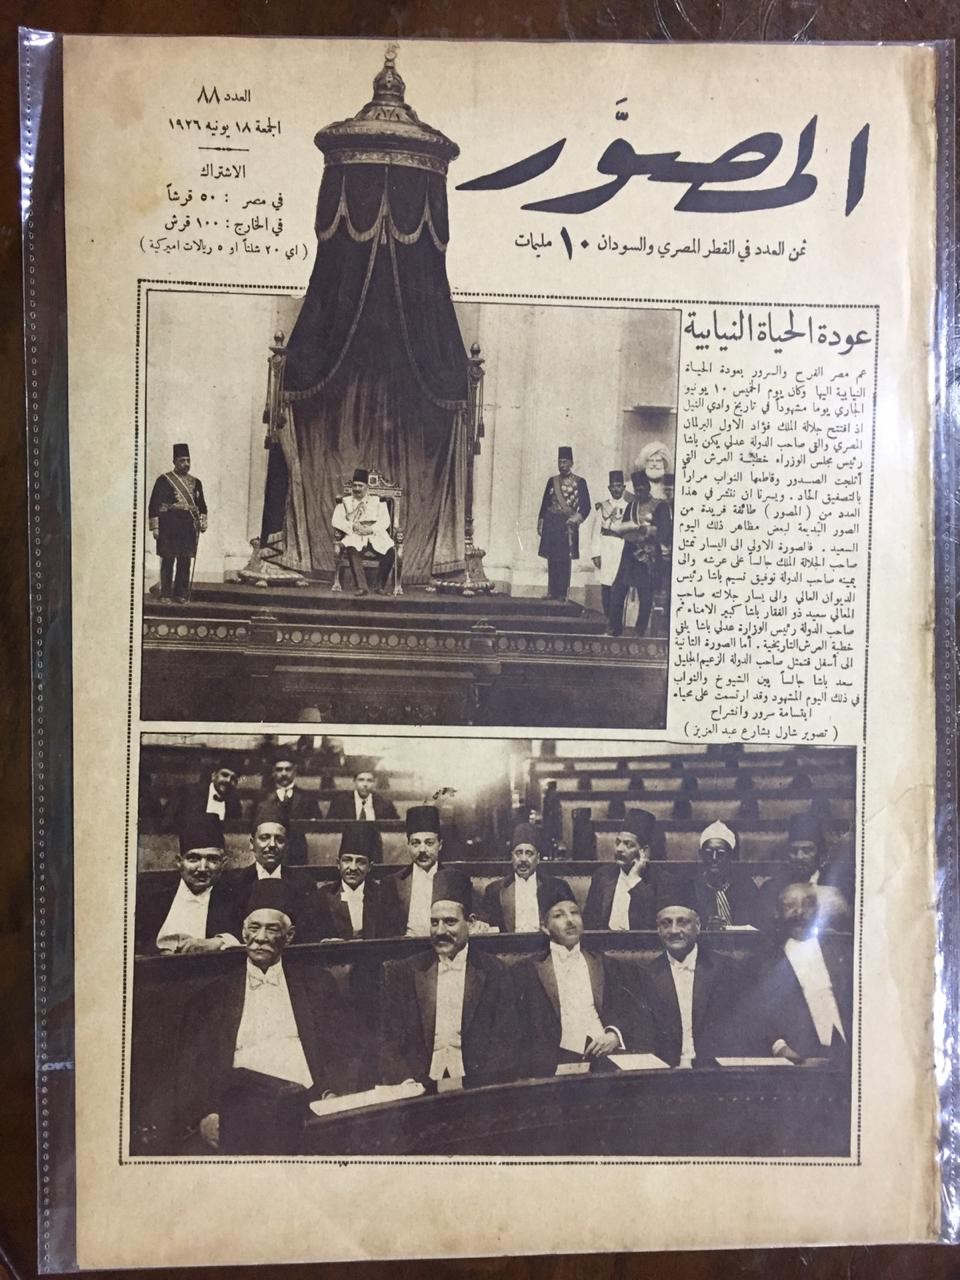 المصوَّر
ثمن العدد في القطر المصري والسودان ١٠ مليمات
العدد ٨٨
الجمعة ١٨ يونيه ١٩٢٦
الاشتراك
في مصر : ٥٠ قرشاً
في الخارج : ١٠٠ قرش
( اي ٢٠ شلناً او ٥ ريالات اميركية )
عودة الحياة النيابية
عم مصر الفرح والسرور بعودة الحياة
النيابية اليها وكان يوم الخميس ١٠ يونيو
الجاري يوماً مشهوداً في تاريخ وادي النيل
اذ افتتح جلالة الملك فؤاد الاول البرلمان
المصري والقى صاحب الدولة عدلي يكن باشا
رئيس مجلس الوزراء خطبة العرش التي
أثلجت الصدور وقاطعها النواب مراراً
بالتصفيق الحاد . ويسرنا ان ننشر في هذا
العدد من ( المصور ) طائفة فريدة من
الصور البديعة لبعض مظاهر ذلك اليوم
السعيد . فالصورة الاولى الى اليسار تمثل
صاحب الجلالة الملك جالساً على عرشه والى
يمينه صاحب الدولة توفيق نسيم باشا رئيس
الديوان العالي والى يسار جلالته صاحب
المعالي سعيد ذو الفقار باشا كبير الامناء ثم
صاحب الدولة رئيس الوزارة عدلي باشا يلقي
خطبة العرش التاريخية . أما الصورة الثانية
الى أسفل فتمثل صاحب الدولة الزعيم الجليل
سعد باشا جالساً بين الشيوخ والنواب
في ذلك اليوم المشهود وقد ارتسمت على محياه
ابتسامة سرور وانشراح
( تصوير شارل بشارع عبد العزيز )